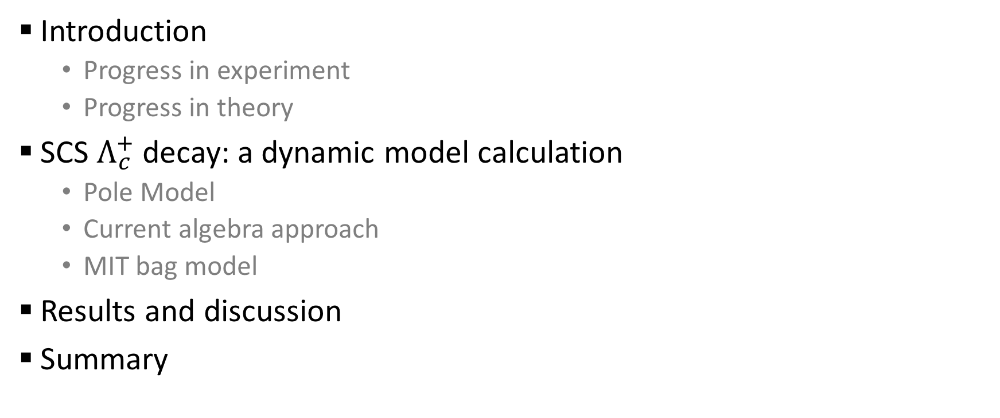 ▪ Introduction
• Progress in experiment
• Progress in theory
▪ SCS Λ_c^+ decay: a dynamic model calculation
• Pole Model
• Current algebra approach
• MIT bag model
▪ Results and discussion
▪ Summary